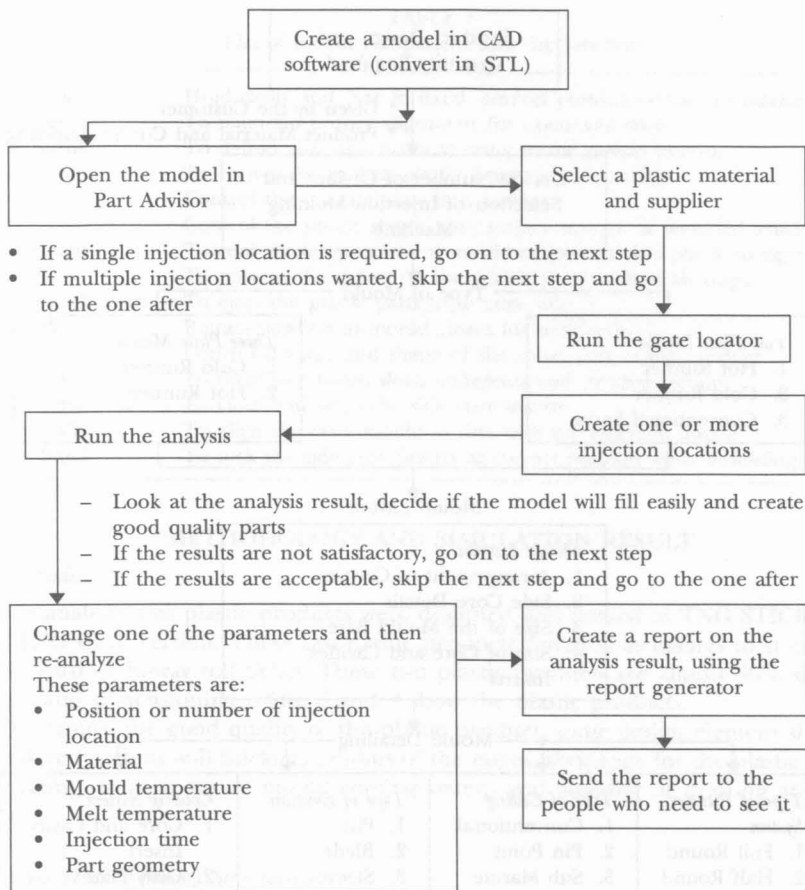 Create a model in CAD
software (convert in STL)
Open the model in
Part Advisor
Select a plastic material
and supplier
• If a single injection location is required, go on to the next step
• If multiple injection locations wanted, skip the next step and go
to the one after
Run the gate locator
Create one or more
injection locations
Run the analysis
– Look at the analysis result, decide if the model will fill easily and create
good quality parts
– If the results are not satisfactory, go on to the next step
– If the results are acceptable, skip the next step and go to the one after
Change one of the parameters and then
re-analyze
These parameters are:
• Position or number of injection
location
• Material
• Mould temperature
• Melt temperature
• Injection time
• Part geometry
Create a report on the
analysis result, using the
report generator
Send the report to the
people who need to see it